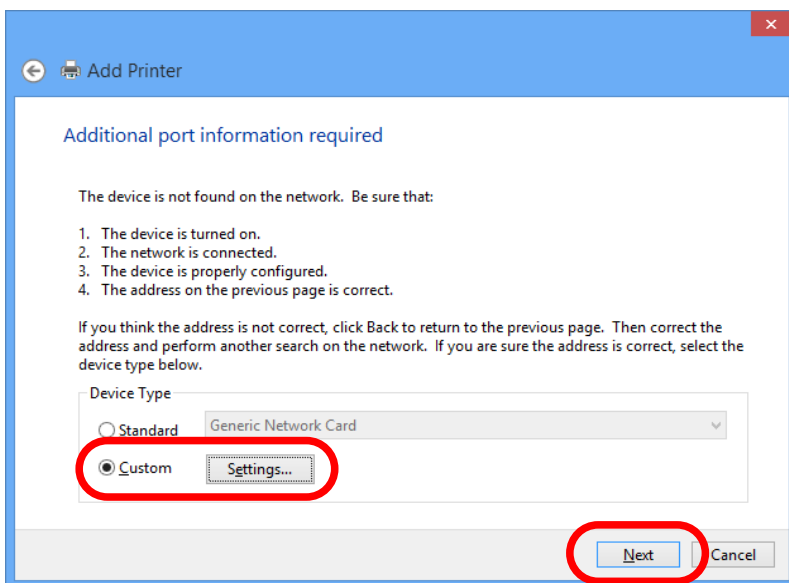 Add Printer
Additional port information required
The device is not found on the network. Be sure that:
1. The device is turned on.
2. The network is connected.
3. The device is properly configured.
4. The address on the previous page is correct.
If you think the address is not correct, click Back to return to the previous page. Then correct the
address and perform another search on the network. If you are sure the address is correct, select the
device type below.
Device Type
Standard Generic Network Card
Custom Settings...
Next Cancel